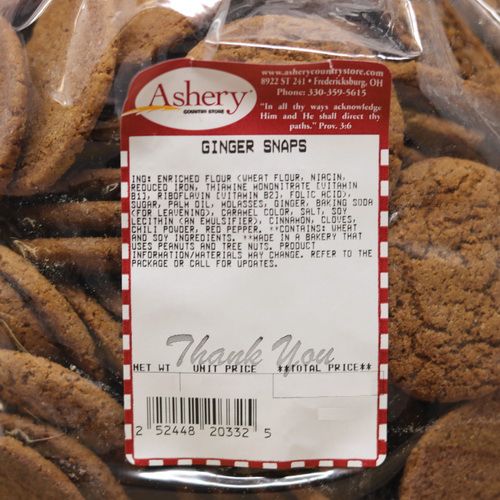 Ashery
COUNTRY STORE
www.asherycountrystore.com
8922 ST 241 • Fredericksburg, OH
Phone: 330-359-5615
"In all thy ways acknowledge
Him and He shall direct thy
paths." Prov. 3:6
GINGER SNAPS
ING: ENRICHED FLOUR (WHEAT FLOUR, NIACIN,
REDUCED IRON, THIAMINE MONONITRATE [VITAMIN
B1], RIBOFLAVIN [VITAMIN B2], FOLIC ACID),
SUGAR, PALM OIL, MOLASSES, GINGER, BAKING SODA
(FOR LEAVENING), CARAMEL COLOR, SALT, SOY
LECITHIN (AN EMULSIFIER), CINNAMON, CLOVES,
CHILI POWDER, RED PEPPER. **CONTAINS: WHEAT
AND SOY INGREDIENTS. **MADE IN A BAKERY THAT
USES PEANUTS AND TREE NUTS. PRODUCT
INFORMATION/MATERIALS MAY CHANGE. REFER TO THE
PACKAGE OR CALL FOR UPDATES.
Thank You
NET WT UNIT PRICE **TOTAL PRICE**
2 52448 20332 5